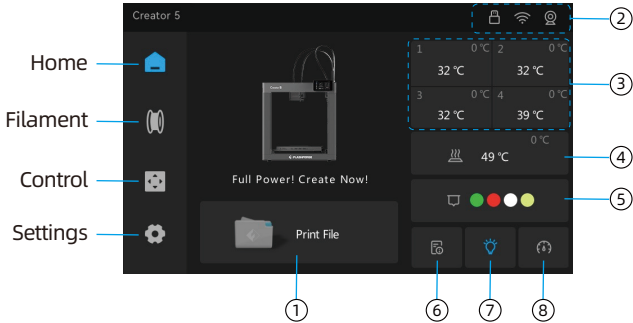 Creator 5
②
Home
Filament
Control
Settings
1 0℃ 2 0℃
32℃ 32℃
3 0℃ 4 0℃
32℃ 39℃
③
0℃
49℃
④
⑤
FLASHFORGE
Full Power! Create Now!
Print File
①
⑥
⑦
⑧